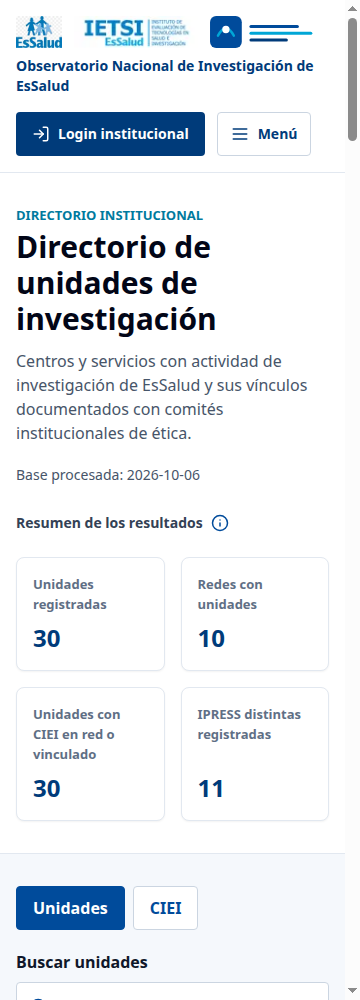 EsSalud
IETSI
EsSalud
INSTITUTO DE
EVALUACIÓN DE
TECNOLOGÍAS EN
SALUD E
INVESTIGACIÓN
Observatorio Nacional de Investigación de
EsSalud
Login institucional
Menú
DIRECTORIO INSTITUCIONAL
Directorio de
unidades de
investigación
Centros y servicios con actividad de
investigación de EsSalud y sus vínculos
documentados con comités
institucionales de ética.
Base procesada: 2026-10-06
Resumen de los resultados
Unidades
registradas
30
Redes con
unidades
10
Unidades con
CIEI en red o
vinculado
30
IPRESS distintas
registradas
11
Unidades
CIEI
Buscar unidades